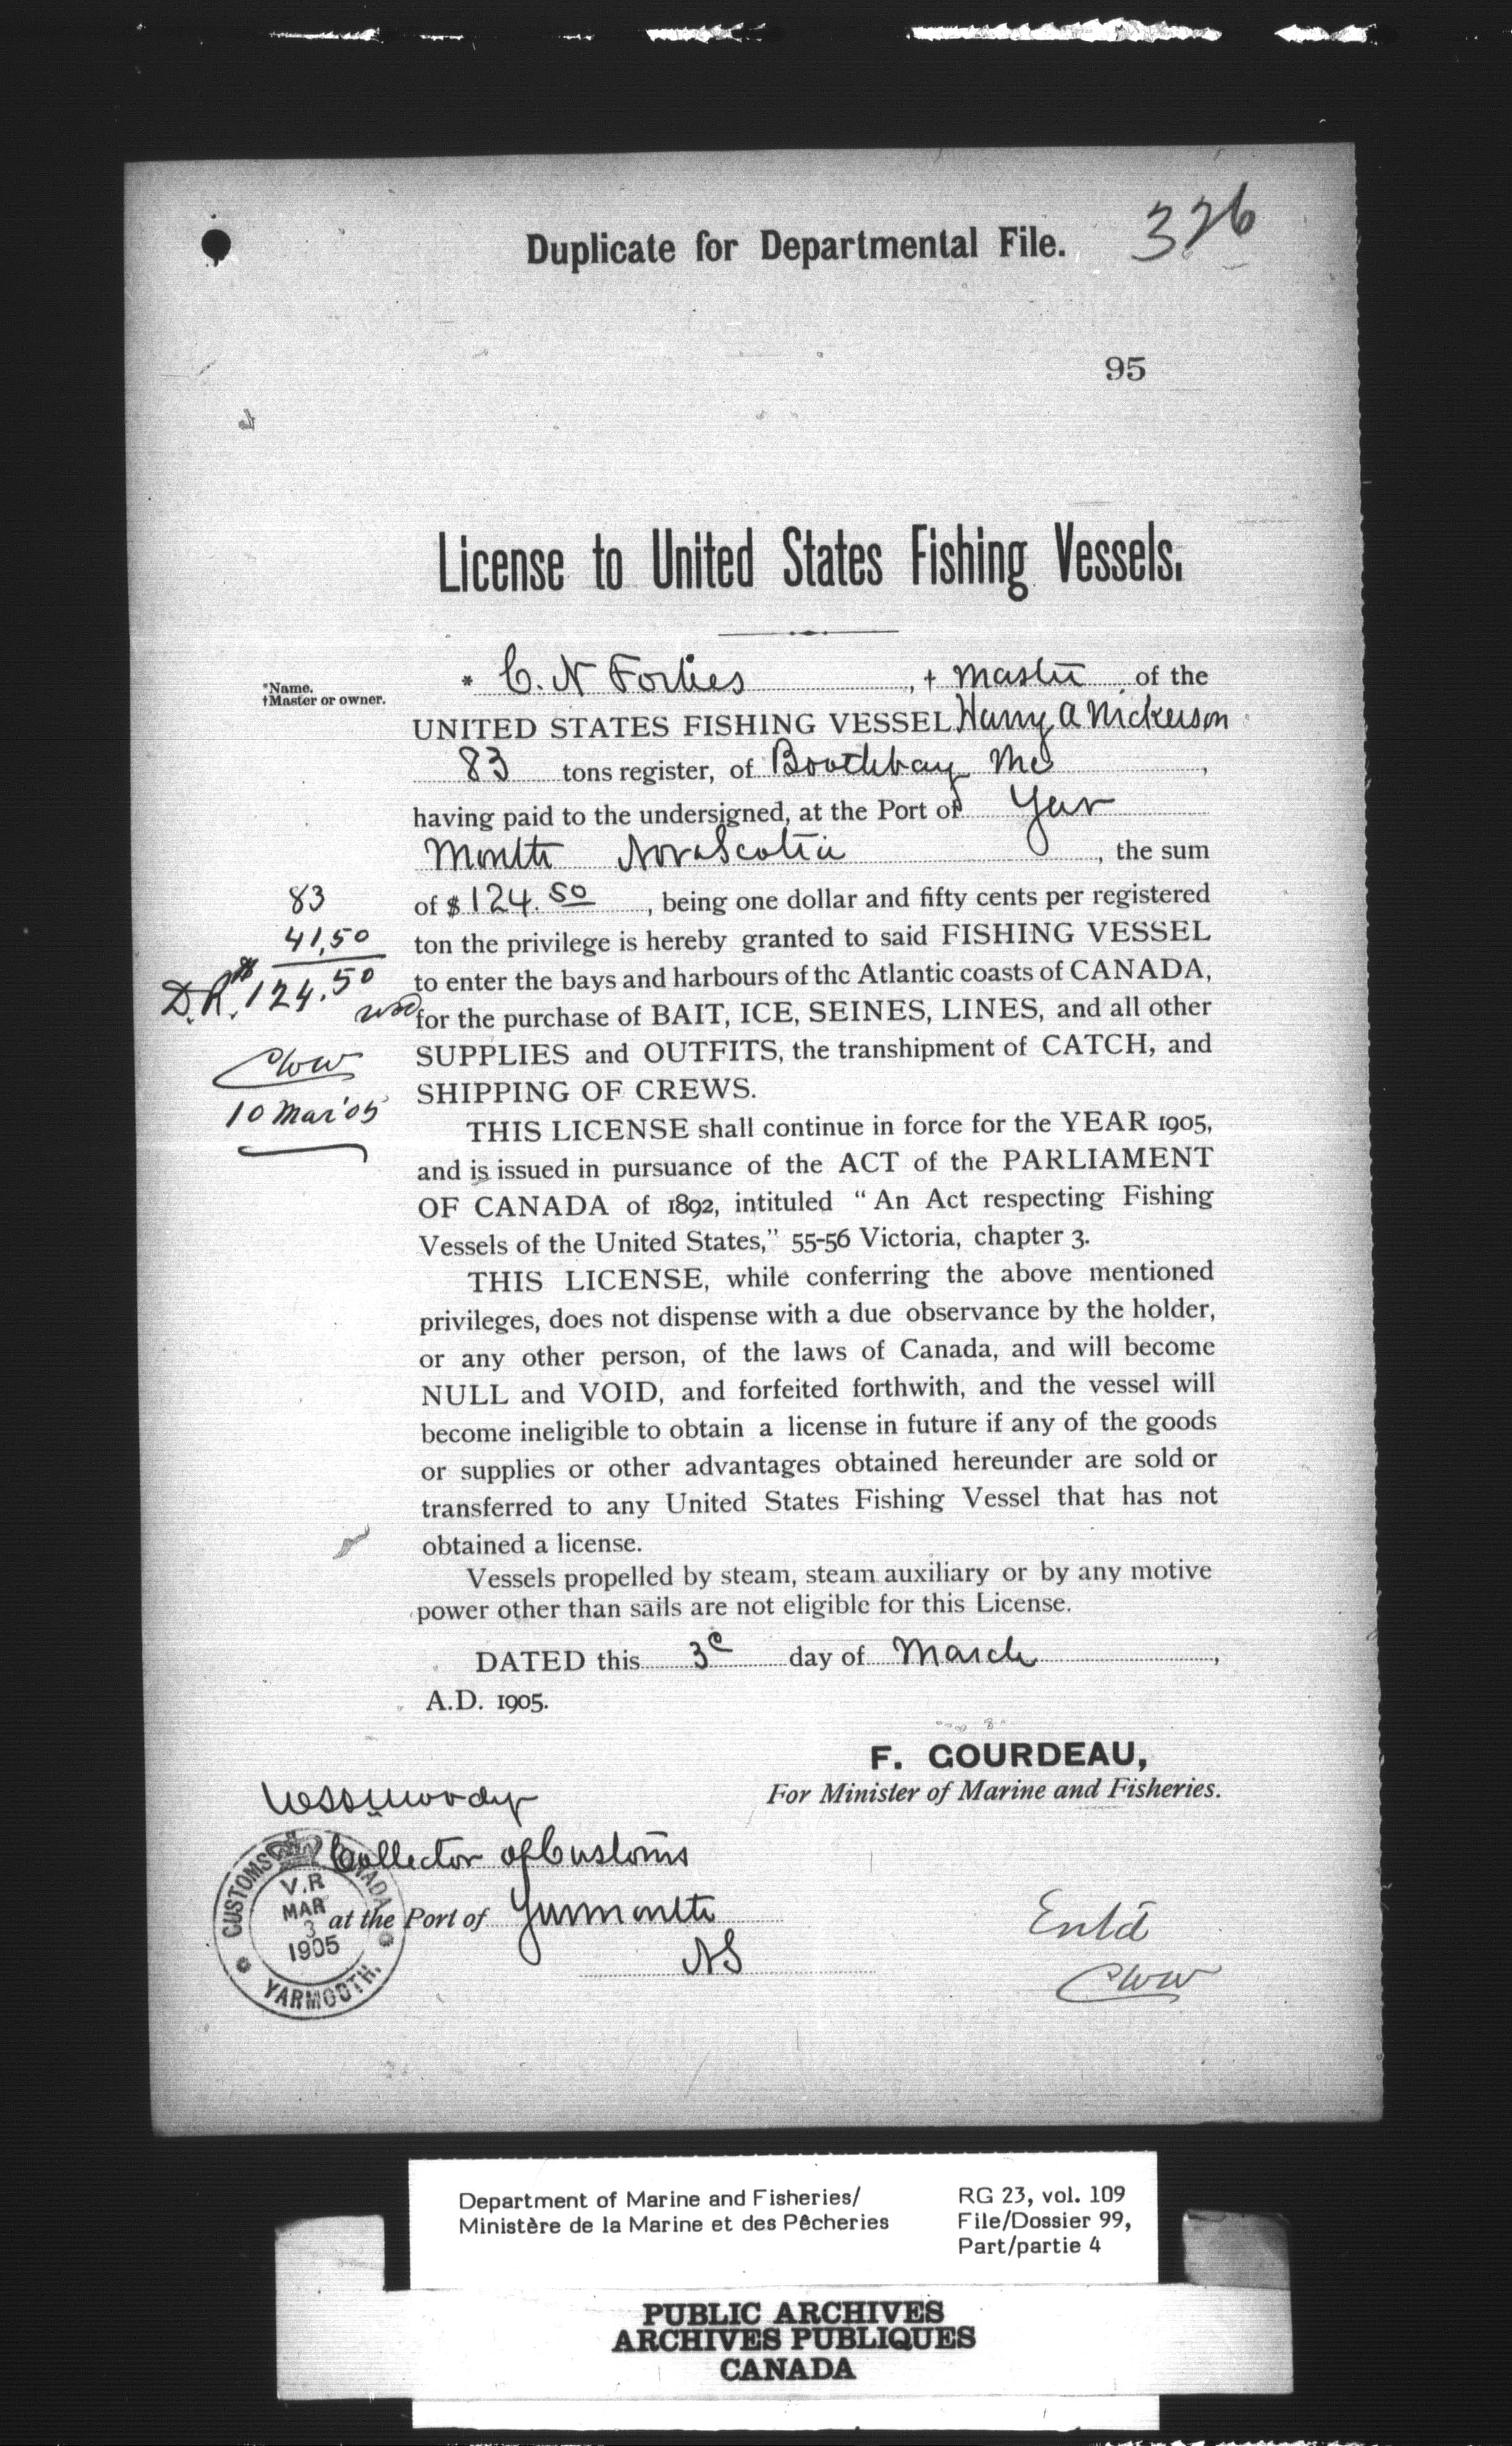 Duplicate for Departmental File.
326
95
License to United States Fishing Vessels.
*Name.
†Master or owner.
* C. N Forbes , † Master of the
UNITED STATES FISHING VESSEL Harry A Nickerson
83 tons register, of Boothbay Me ,
having paid to the undersigned, at the Port of Yar
mouth Nova Scotia , the sum
of $ 124.50 , being one dollar and fifty cents per registered
ton the privilege is hereby granted to said FISHING VESSEL
to enter the bays and harbours of the Atlantic coasts of CANADA,
for the purchase of BAIT, ICE, SEINES, LINES, and all other
SUPPLIES and OUTFITS, the transhipment of CATCH, and
SHIPPING OF CREWS.
83
41,50
D.R. $124.50
CWW
10 Mar '05
THIS LICENSE shall continue in force for the YEAR 1905,
and is issued in pursuance of the ACT of the PARLIAMENT
OF CANADA of 1892, intituled “ An Act respecting Fishing
Vessels of the United States,” 55-56 Victoria, chapter 3.
THIS LICENSE, while conferring the above mentioned
privileges, does not dispense with a due observance by the holder,
or any other person, of the laws of Canada, and will become
NULL and VOID, and forfeited forthwith, and the vessel will
become ineligible to obtain a license in future if any of the goods
or supplies or other advantages obtained hereunder are sold or
transferred to any United States Fishing Vessel that has not
obtained a license.
Vessels propelled by steam, steam auxiliary or by any motive
power other than sails are not eligible for this License.
DATED this 3d day of March ,
A.D. 1905.
F. GOURDEAU,
For Minister of Marine and Fisheries.
Collector of Customs
at the Port of Yarmouth
NS
CUSTOMS CANADA
V.R
MAR
3
1905
YARMOUTH.
Entd
CWW
Department of Marine and Fisheries/
Ministère de la Marine et des Pêcheries
RG 23, vol. 109
File/Dossier 99,
Part/partie 4
PUBLIC ARCHIVES
ARCHIVES PUBLIQUES
CANADA